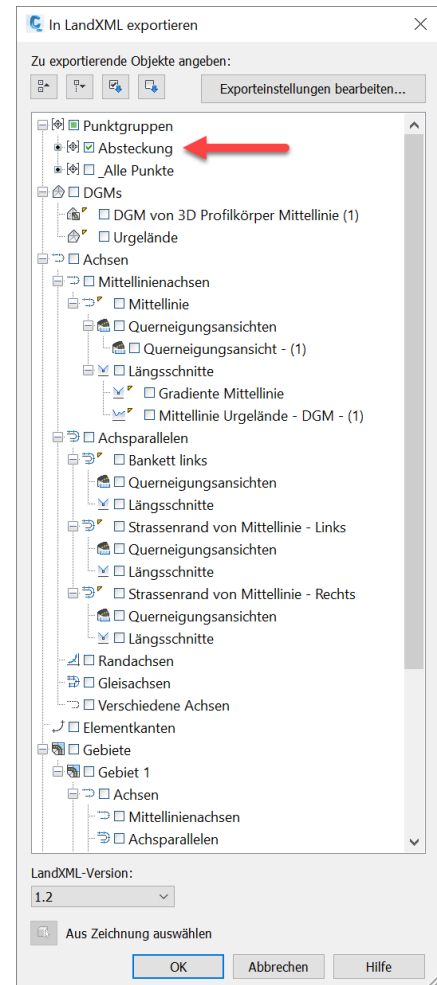 In LandXML exportieren
Zu exportierende Objekte angeben:
Exporteinstellungen bearbeiten...
Punktgruppen
Absteckung
_Alle Punkte
DGMs
DGM von 3D Profilkörper Mittellinie (1)
Urgelände
Achsen
Mittellinienachsen
Mittellinie
Querneigungsansichten
Querneigungsansicht - (1)
Längsschnitte
Gradiente Mittellinie
Mittellinie Urgelände - DGM - (1)
Achsparallelen
Bankett links
Querneigungsansichten
Längsschnitte
Strassenrand von Mittellinie - Links
Querneigungsansichten
Längsschnitte
Strassenrand von Mittellinie - Rechts
Querneigungsansichten
Längsschnitte
Randachsen
Gleisachsen
Verschiedene Achsen
Elementkanten
Gebiete
Gebiet 1
Achsen
Mittellinienachsen
Achsparallelen
LandXML-Version:
1.2
Aus Zeichnung auswählen
OK Abbrechen Hilfe